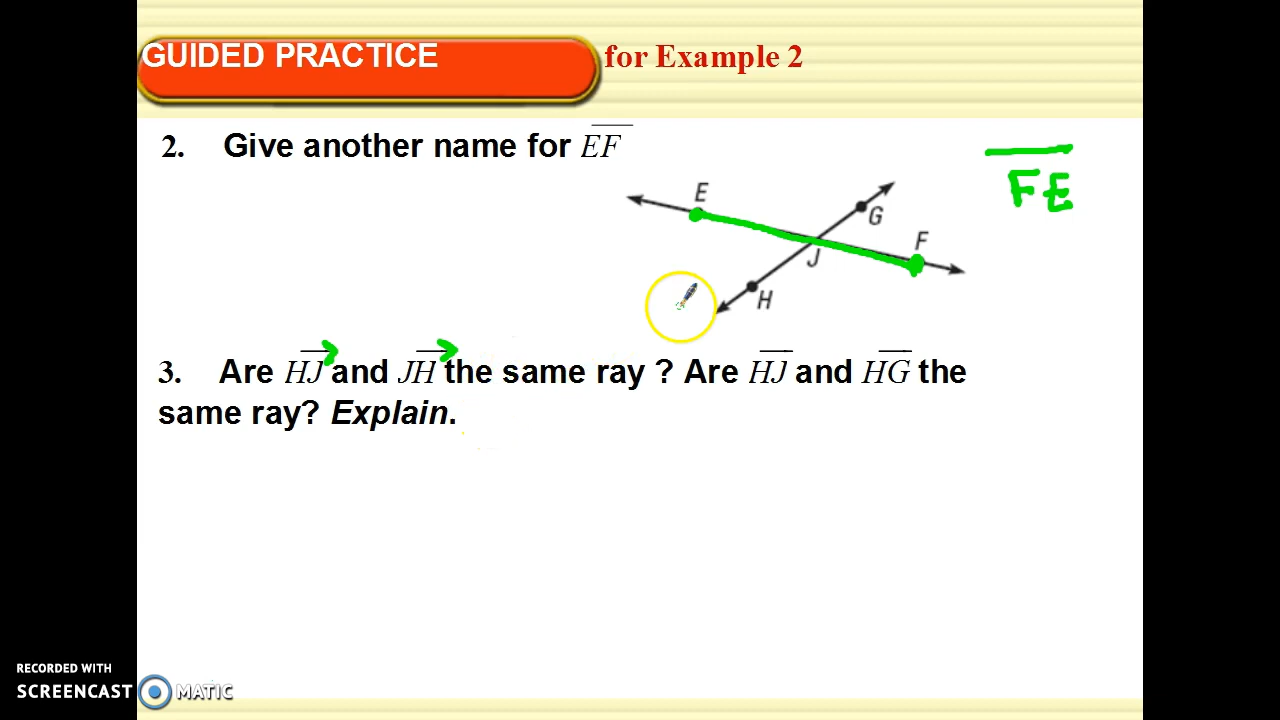 GUIDED PRACTICE for Example 2
2. Give another name for EF
FE
E
G
F
J
H
3. Are HJ and JH the same ray ? Are HJ and HG the
same ray? Explain.
RECORDED WITH
SCREENCAST MATIC